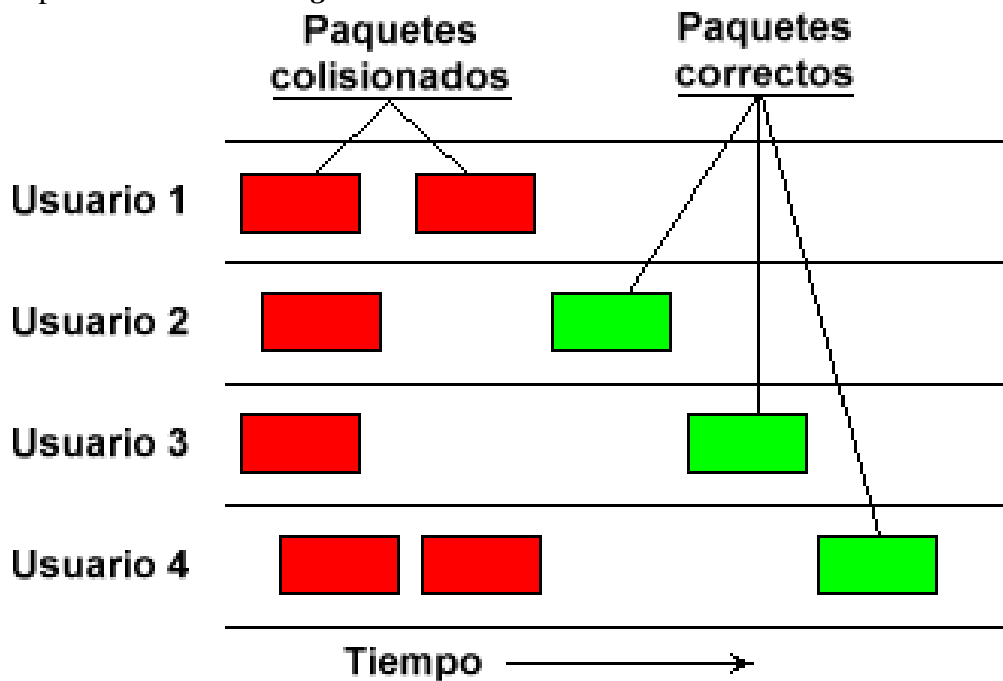 Paquetes
colisionados
Paquetes
correctos
Usuario 1
Usuario 2
Usuario 3
Usuario 4
Tiempo